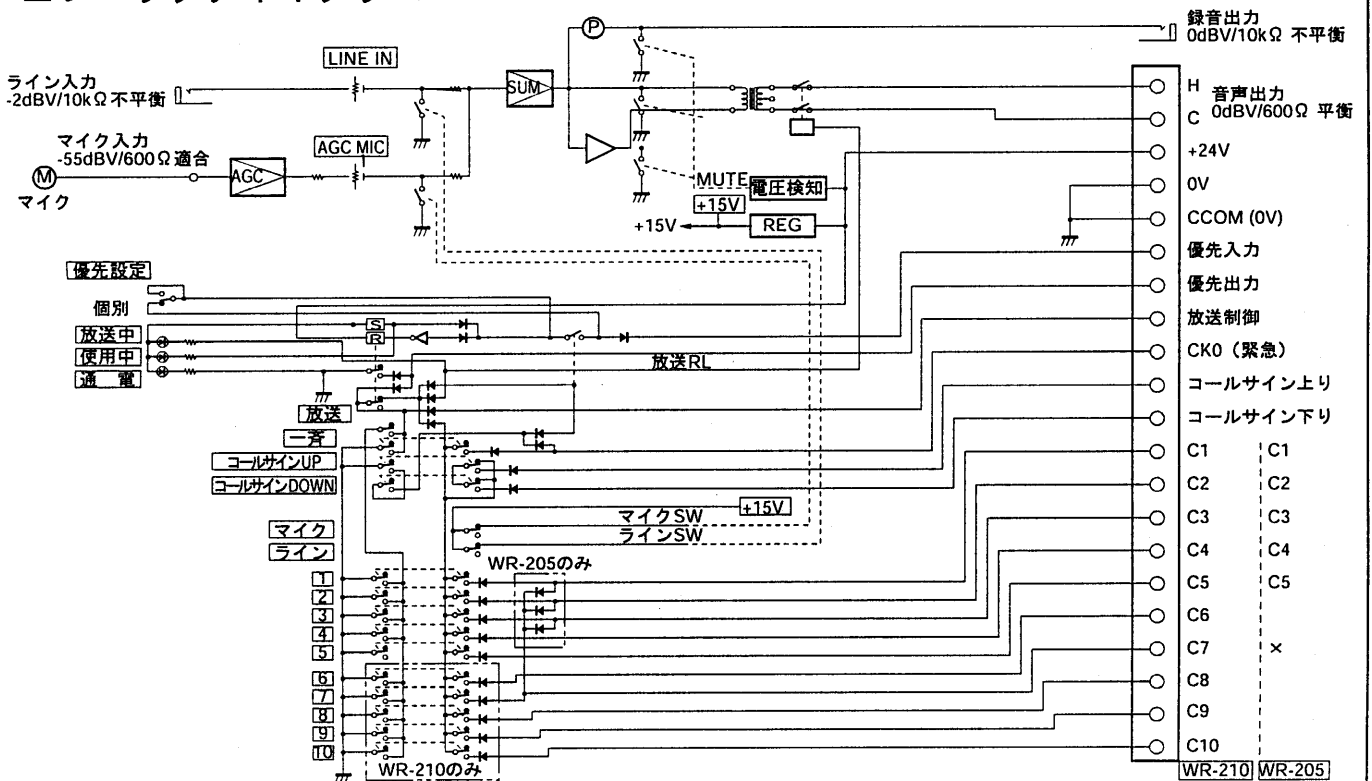 録音出力
0dBV/10kΩ 不平衡
LINE IN
ライン入力
-2dBV/10kΩ 不平衡
SUM
P
H
音声出力
C
0dBV/600Ω 平衡
マイク入力
-55dBV/600Ω 適合
AGC MIC
AGC
M
マイク
+24V
MUTE
電圧検知
+15V
0V
+15V
REG
CCOM (0V)
優先入力
優先設定
優先出力
個別
S
放送中
R
放送制御
使用中
放送RL
CK0(緊急)
通 電
コールサイン上り
放送
コールサイン下り
一斉
C1 C1
コールサインUP
コールサインDOWN
C2 C2
+15V
マイクSW
C3 C3
マイク
ラインSW
ライン
C4 C4
WR-205のみ
1
C5 C5
2
3
C6
4
5
C7 ×
6
C8
7
8
C9
9
10
C10
WR-210のみ
WR-210 WR-205